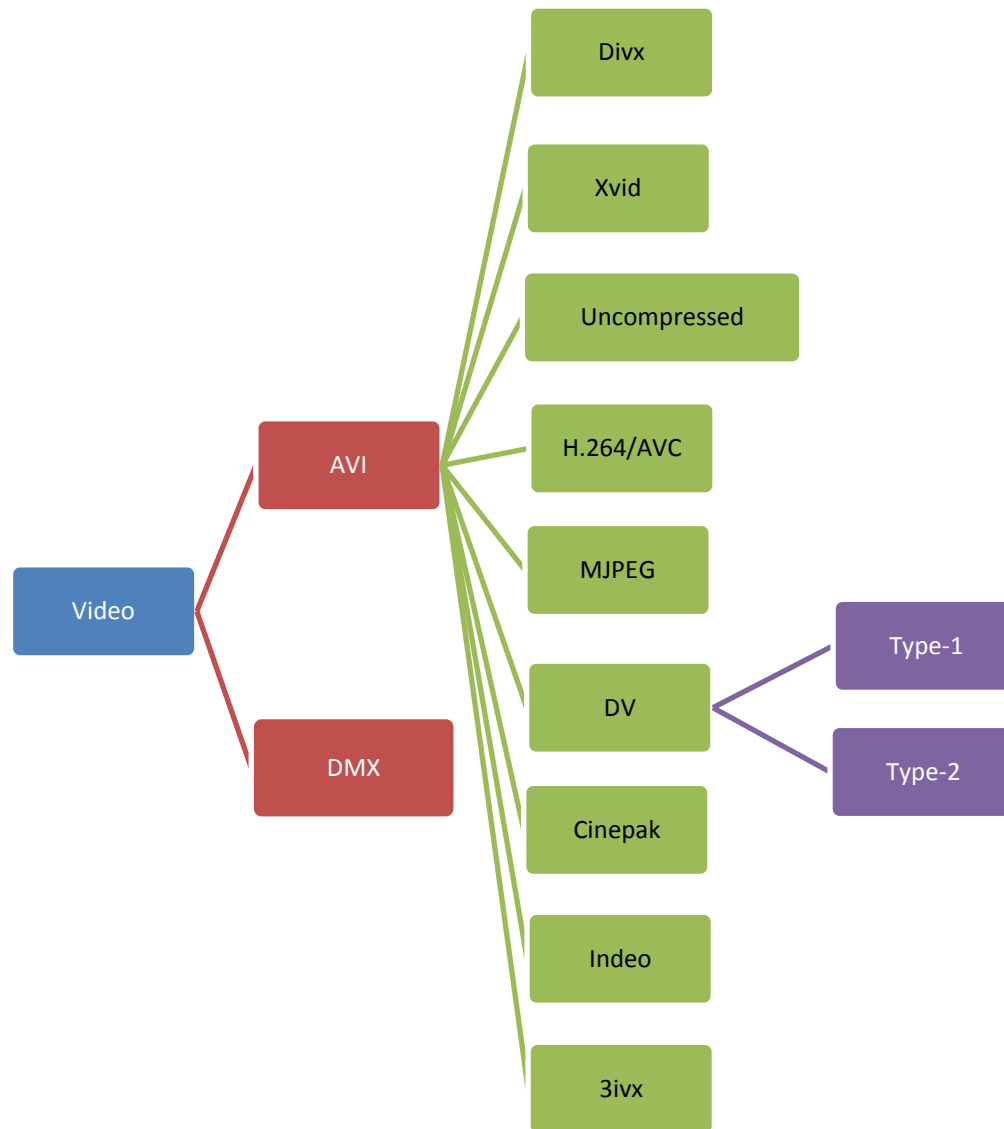 Divx
Xvid
Uncompressed
H.264/AVC
AVI
MJPEG
Video
Type-1
DV
DMX
Type-2
Cinepak
Indeo
3ivx